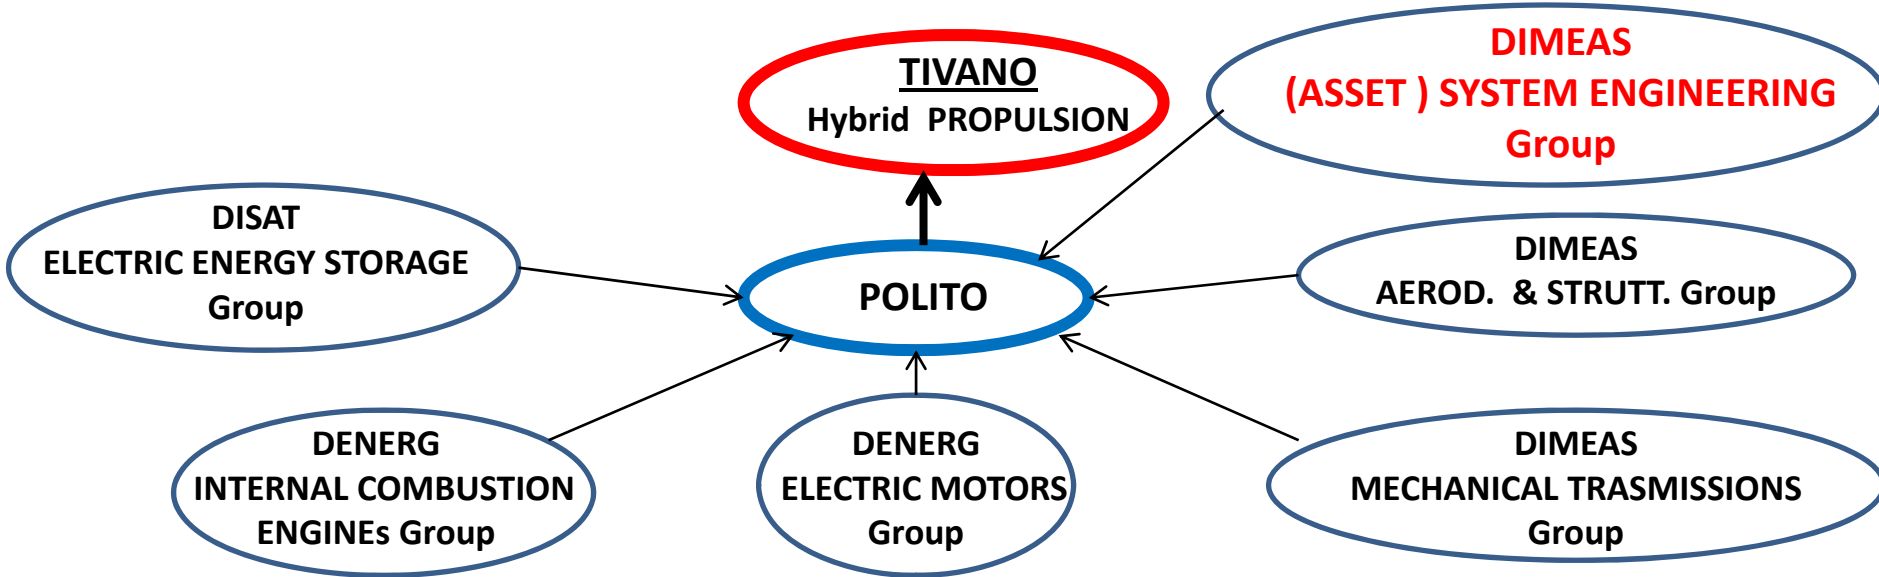 TIVANO
Hybrid PROPULSION
DIMEAS
(ASSET ) SYSTEM ENGINEERING
Group
DISAT
ELECTRIC ENERGY STORAGE
Group
POLITO
DIMEAS
AEROD. & STRUTT. Group
DENERG
INTERNAL COMBUSTION
ENGINEs Group
DENERG
ELECTRIC MOTORS
Group
DIMEAS
MECHANICAL TRASMISSIONS
Group